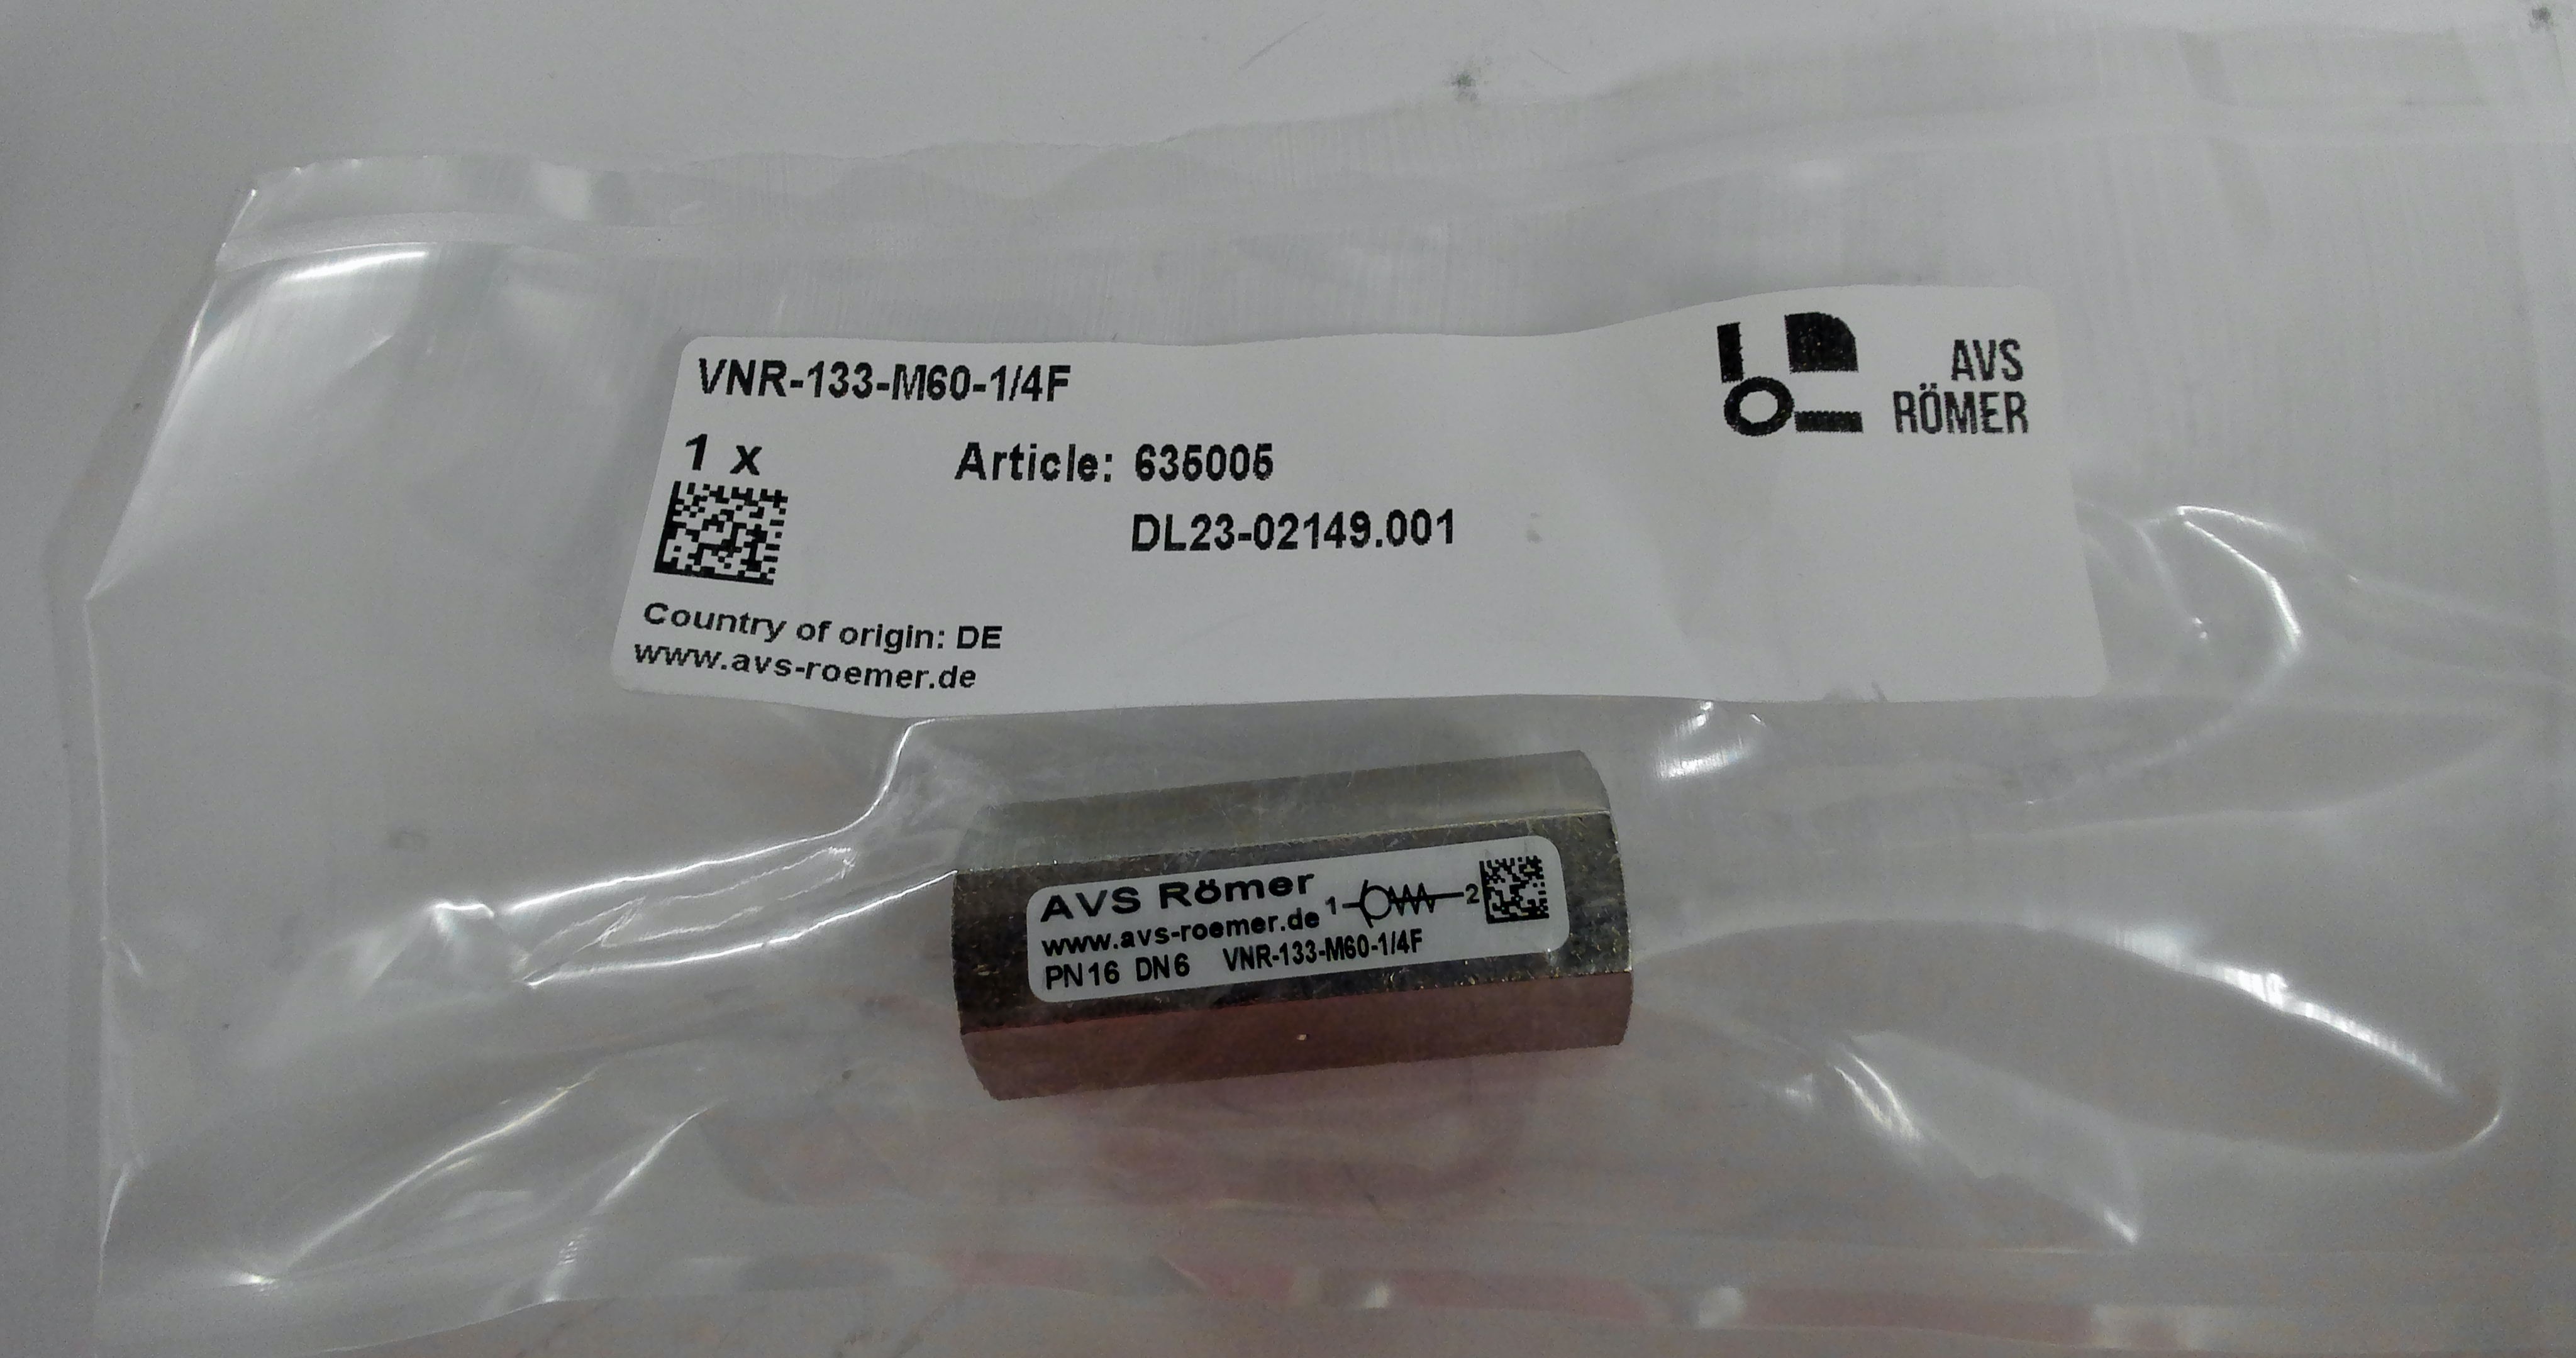 VNR-133-M60-1/4F
AVS
RÖMER
1 x
Article: 635005
DL23-02149.001
Country of origin: DE
www.avs-roemer.de
AVS Römer
1 2
www.avs-roemer.de
PN16 DN6 VNR-133-M60-1/4F